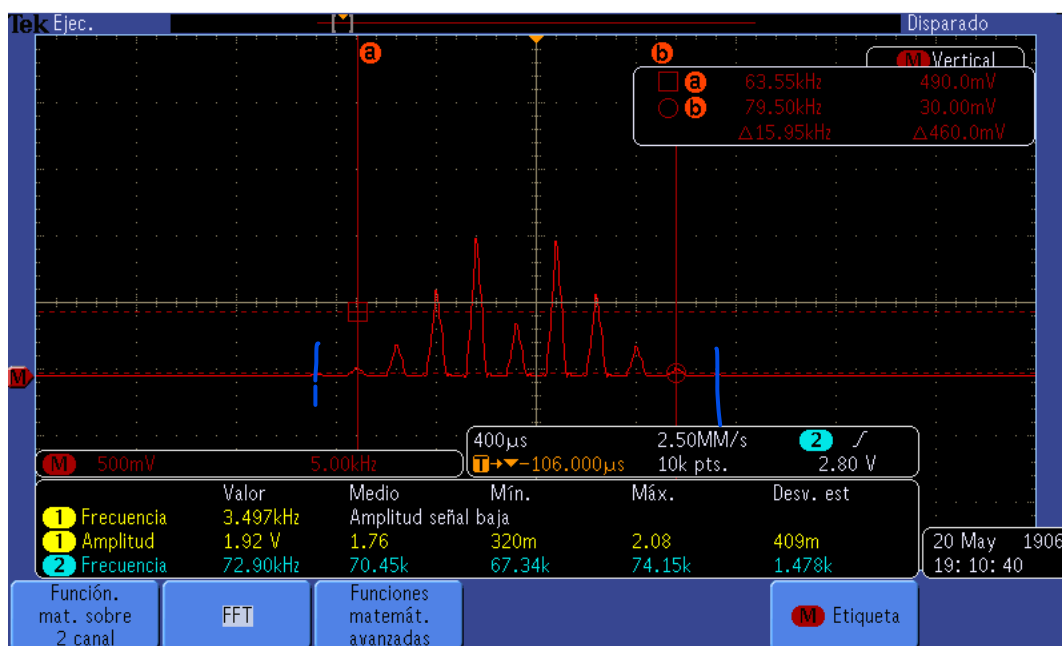 Tek Ejec. [ ] Disparado
a b
M Vertical
a 63.55kHz 490.0mV
b 79.50kHz 30.00mV
△15.95kHz △460.0mV
M
400µs 2.50MM/s 2
M 500mV 5.00kHz T→▼-106.000µs 10k pts. 2.80 V
Valor Medio Mín. Máx. Desv. est
1 Frecuencia 3.497kHz Amplitud señal baja
1 Amplitud 1.92 V 1.76 320m 2.08 409m
2 Frecuencia 72.90kHz 70.45k 67.34k 74.15k 1.478k
20 May 1906
19:10:40
Función.
mat. sobre
2 canal
FFT
Funciones
matemát.
avanzadas
M Etiqueta